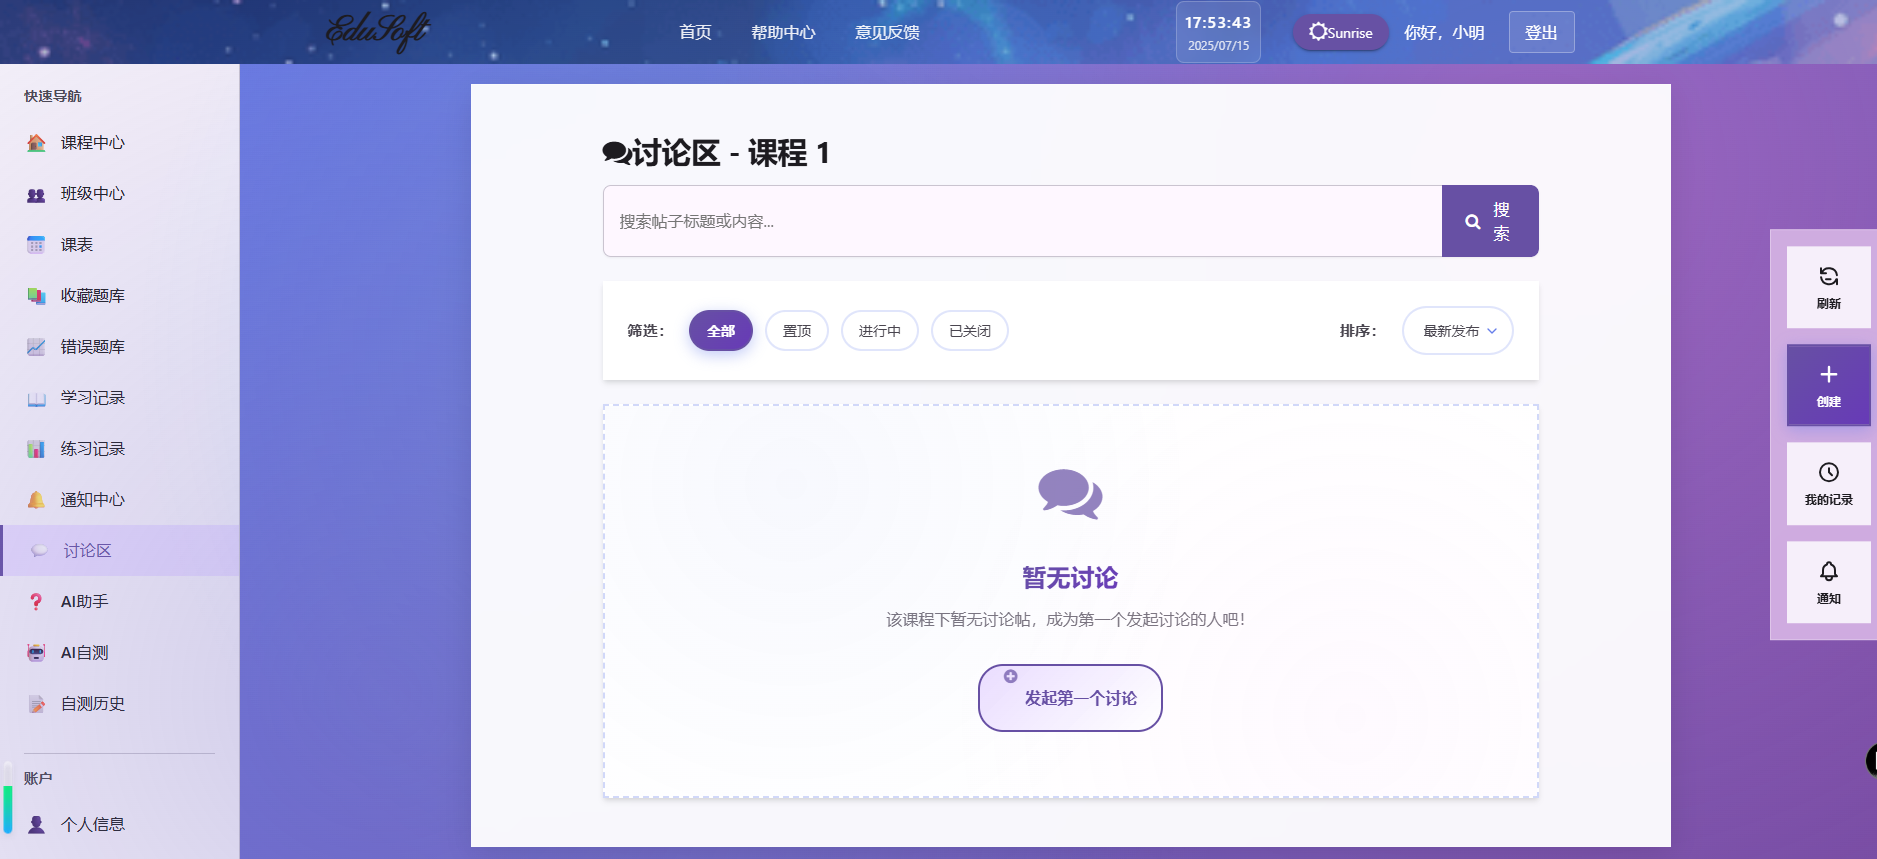 EduSoft
首页
帮助中心
意见反馈
17:53:43
2025/07/15
Sunrise
你好，小明
登出
快速导航
课程中心
班级中心
课表
收藏题库
错误题库
学习记录
练习记录
通知中心
讨论区
AI助手
AI自测
自测历史
账户
个人信息
讨论区 - 课程 1
搜索帖子标题或内容...
搜
索
筛选：
全部
置顶
进行中
已关闭
排序：
最新发布
暂无讨论
该课程下暂无讨论帖，成为第一个发起讨论的人吧！
发起第一个讨论
刷新
创建
我的记录
通知